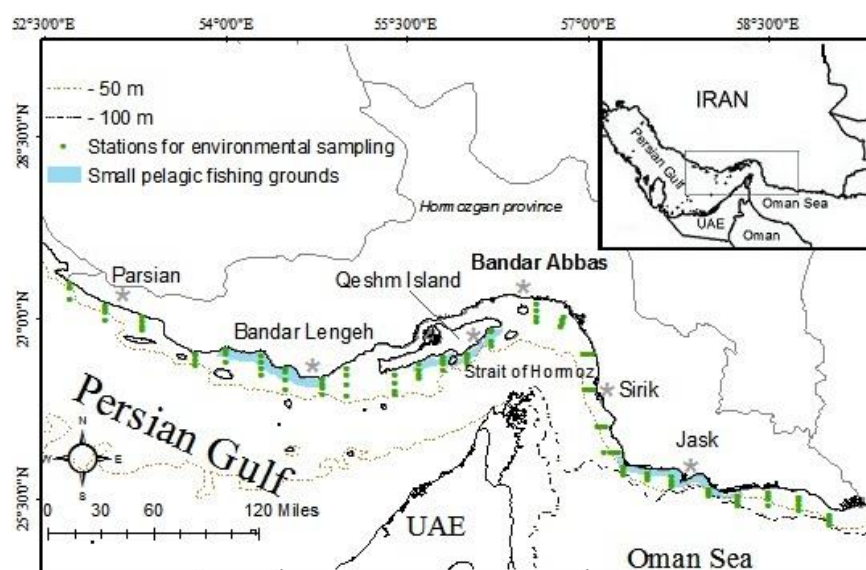 52°30'0"E 54°00'0"E 55°30'0"E 57°00'0"E 58°30'0"E
28°30'0"N
27°00'0"N
25°30'0"N
- 50 m
- 100 m
Stations for environmental sampling
Small pelagic fishing grounds
IRAN
Persian Gulf
Oman Sea
UAE
Oman
Hormozgan province
Parsian
Qeshm Island
Bandar Abbas
Bandar Lengeh
Strait of Hormoz
Sirik
Persian Gulf
Jask
N
W E
S
0 30 60 120 Miles
UAE
Oman Sea